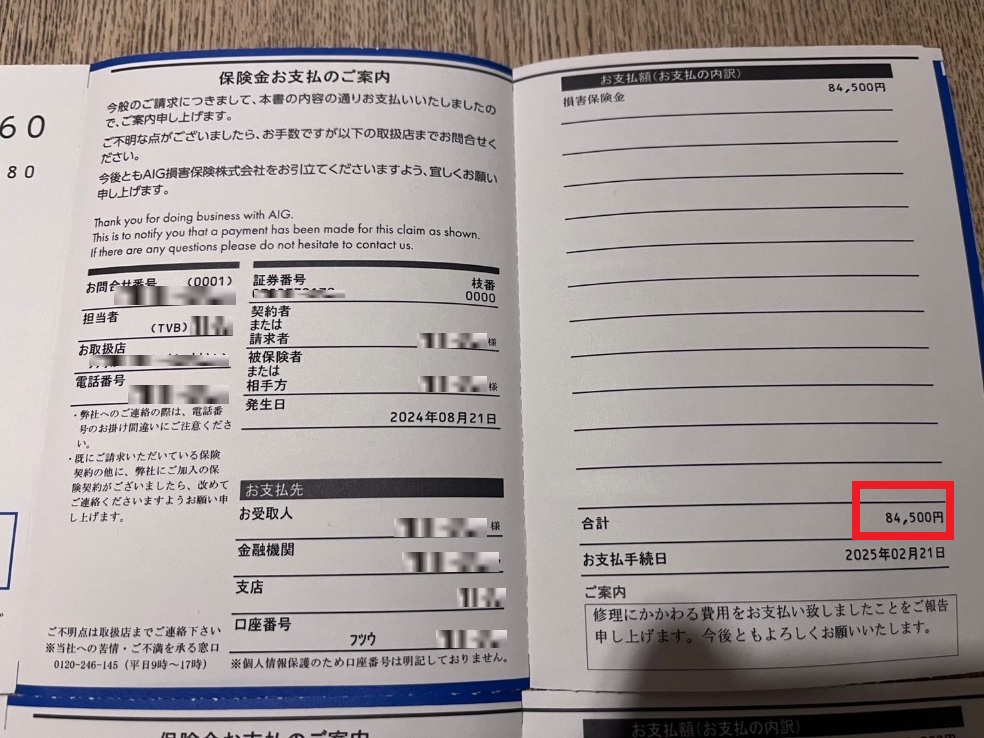 60
80
保険金お支払のご案内
今般のご請求につきまして、本書の内容の通りお支払いいたしましたの
で、ご案内申し上げます。
ご不明な点がございましたら、お手数ですが以下の取扱店までお問合せく
ださい。
今後ともAIG損害保険株式会社をお引立てくださいますよう、宜しくお願い
申し上げます。
Thank you for doing business with AIG.
This is to notify you that a payment has been made for this claim as shown.
If there are any questions please do not hesitate to contact us.
お問合せ番号 (0001)
担当者
(TVB)
お取扱店
電話番号
・弊社へのご連絡の際は、電話番
号のお掛け間違いにご注意くださ
い。
・既にご請求いただいている保険
契約の他に、弊社にご加入の保
険契約がございましたら、改めて
ご連絡くださいますようお願い申
し上げます。
ご不明点は取扱店までご連絡下さい
※当社への苦情・ご不満を承る窓口
0120-246-145 (平日9時〜17時)
証券番号 枝番
0000
契約者
または
請求者 様
被保険者
または
相手方 様
発生日
2024年08月21日
お支払先
お受取人
様
金融機関
支店
口座番号
フツウ
※個人情報保護のため口座番号は明記しておりません。
お支払額(お支払の内訳)
損害保険金 84,500円
合計 84,500円
お支払手続日 2025年02月21日
ご案内
修理にかかわる費用をお支払い致しましたことをご報告
申し上げます。今後ともよろしくお願いいたします。
保険金お支払のご案内
お支払額(お支払の内訳)